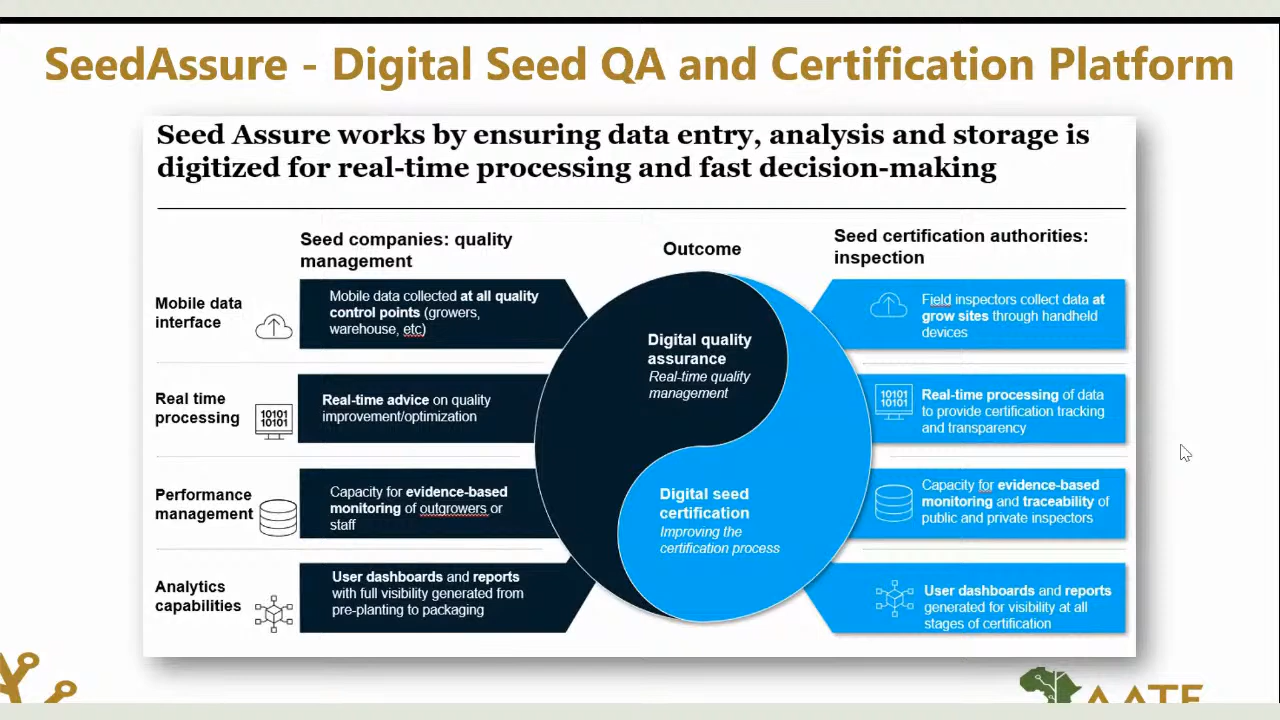 SeedAssure - Digital Seed QA and Certification Platform
Seed Assure works by ensuring data entry, analysis and storage is
digitized for real-time processing and fast decision-making
Seed companies: quality
management
Outcome
Seed certification authorities:
inspection
Mobile data
interface
Mobile data collected at all quality
control points (growers,
warehouse, etc)
Field inspectors collect data at
grow sites through handheld
devices
Digital quality
assurance
Real-time quality
management
Real time
processing
10101
10101
Real-time advice on quality
improvement/optimization
10101
10101
Real-time processing of data
to provide certification tracking
and transparency
Performance
management
Capacity for evidence-based
monitoring of outgrowers or
staff
Digital seed
certification
Improving the
certification process
Capacity for evidence-based
monitoring and traceability of
public and private inspectors
Analytics
capabilities
User dashboards and reports
with full visibility generated from
pre-planting to packaging
User dashboards and reports
generated for visibility at all
stages of certification
AATF